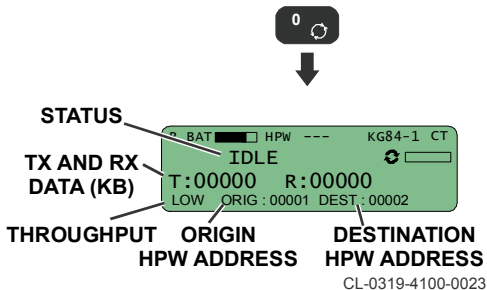 0
STATUS
R BAT HPW --- KG84-1 CT
IDLE
TX AND RX
DATA (KB)
T:00000 R:00000
LOW ORIG : 00001 DEST : 00002
THROUGHPUT
ORIGIN
HPW ADDRESS
DESTINATION
HPW ADDRESS
CL-0319-4100-0023